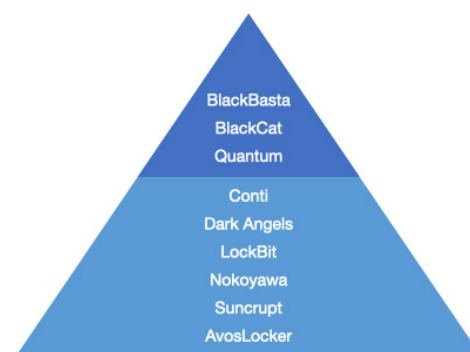 BlackBasta
BlackCat
Quantum
Conti
Dark Angels
LockBit
Nokoyawa
Suncrupt
AvosLocker